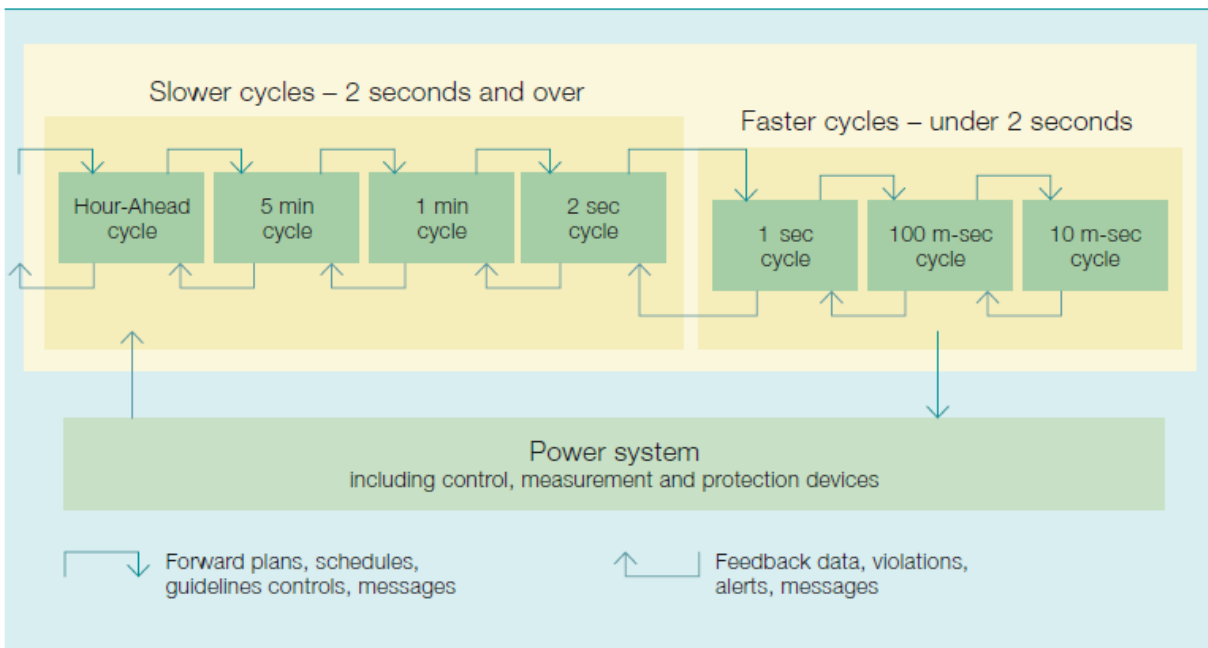 Slower cycles – 2 seconds and over
Faster cycles – under 2 seconds
Hour-Ahead
cycle
5 min
cycle
1 min
cycle
2 sec
cycle
1 sec
cycle
100 m-sec
cycle
10 m-sec
cycle
Power system
including control, measurement and protection devices
Forward plans, schedules,
guidelines controls, messages
Feedback data, violations,
alerts, messages